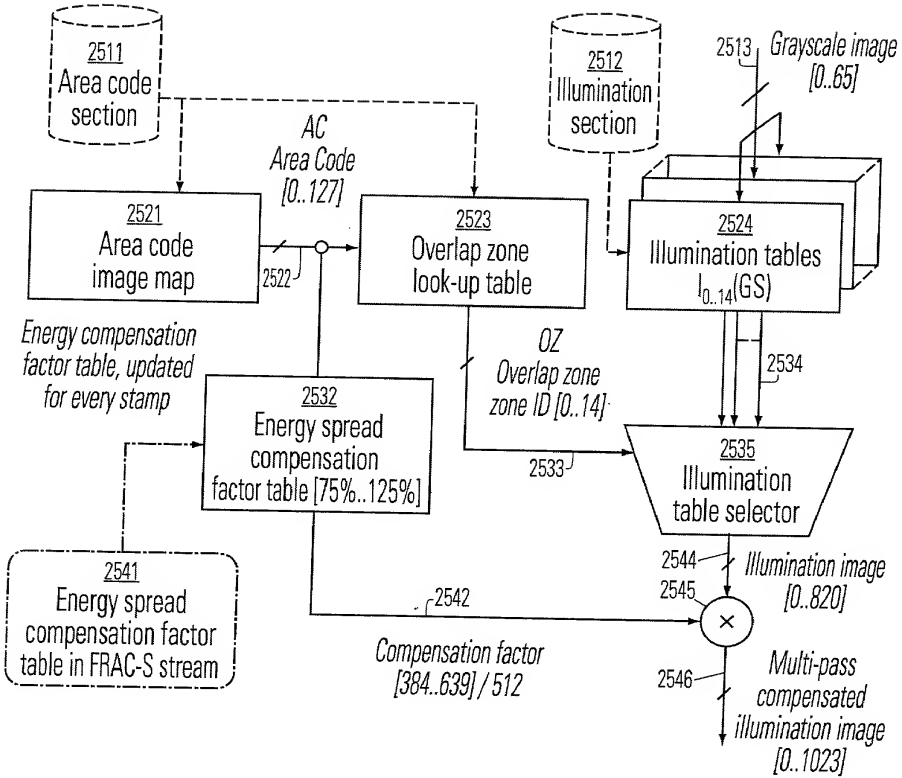 2511
Area code
section
2512
Illumination
section
2513
Grayscale image
[0..65]
AC
Area Code
[0..127]
2521
Area code
image map
2522
2523
Overlap zone
look-up table
2524
Illumination tables
I0..14(GS)
Energy compensation
factor table, updated
for every stamp
OZ
Overlap zone
zone ID [0..14]
2534
2532
Energy spread
compensation
factor table [75%..125%]
2533
2535
Illumination
table selector
2541
Energy spread
compensation factor
table in FRAC-S stream
2542
2544
Illumination image
[0..820]
2545
×
Compensation factor
[384..639] / 512
2546
Multi-pass
compensated
illumination image
[0..1023]